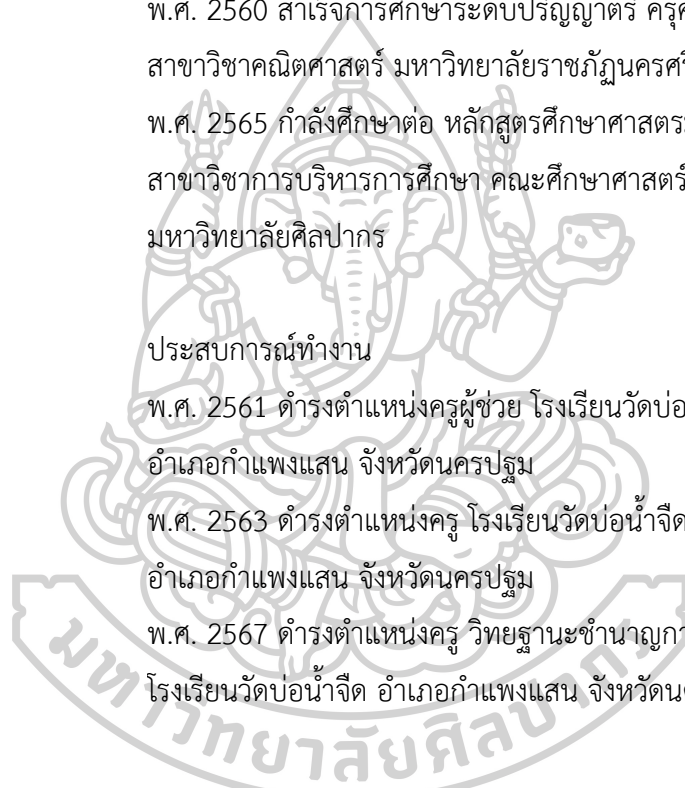 พ.ศ. 2560 สำเร็จการศึกษาระดับปริญญาตรี
สาขาวิชาคณิตศาสตร์ มหาวิทยาลัยราชภัฏนครศ
พ.ศ. 2565 กำลังศึกษาต่อ หลักสูตรศึกษาศาสตร
สาขาวิชาการบริหารการศึกษา คณะศึกษาศาสตร์
มหาวิทยาลัยศิลปากร
ประสบการณ์ทำงาน
พ.ศ. 2561 ดำรงตำแหน่งครูผู้ช่วย โรงเรียนวัดบ่อ
อำเภอกำแพงแสน จังหวัดนครปฐม
พ.ศ. 2563 ดำรงตำแหน่งครู โรงเรียนวัดบ่อน้ำจืด
อำเภอกำแพงแสน จังหวัดนครปฐม
พ.ศ. 2567 ดำรงตำแหน่งครู วิทยฐานะชำนาญกา
โรงเรียนวัดบ่อน้ำจืด อำเภอกำแพงแสน จังหวัดน
มหาวิทยาลัยศิลปากร